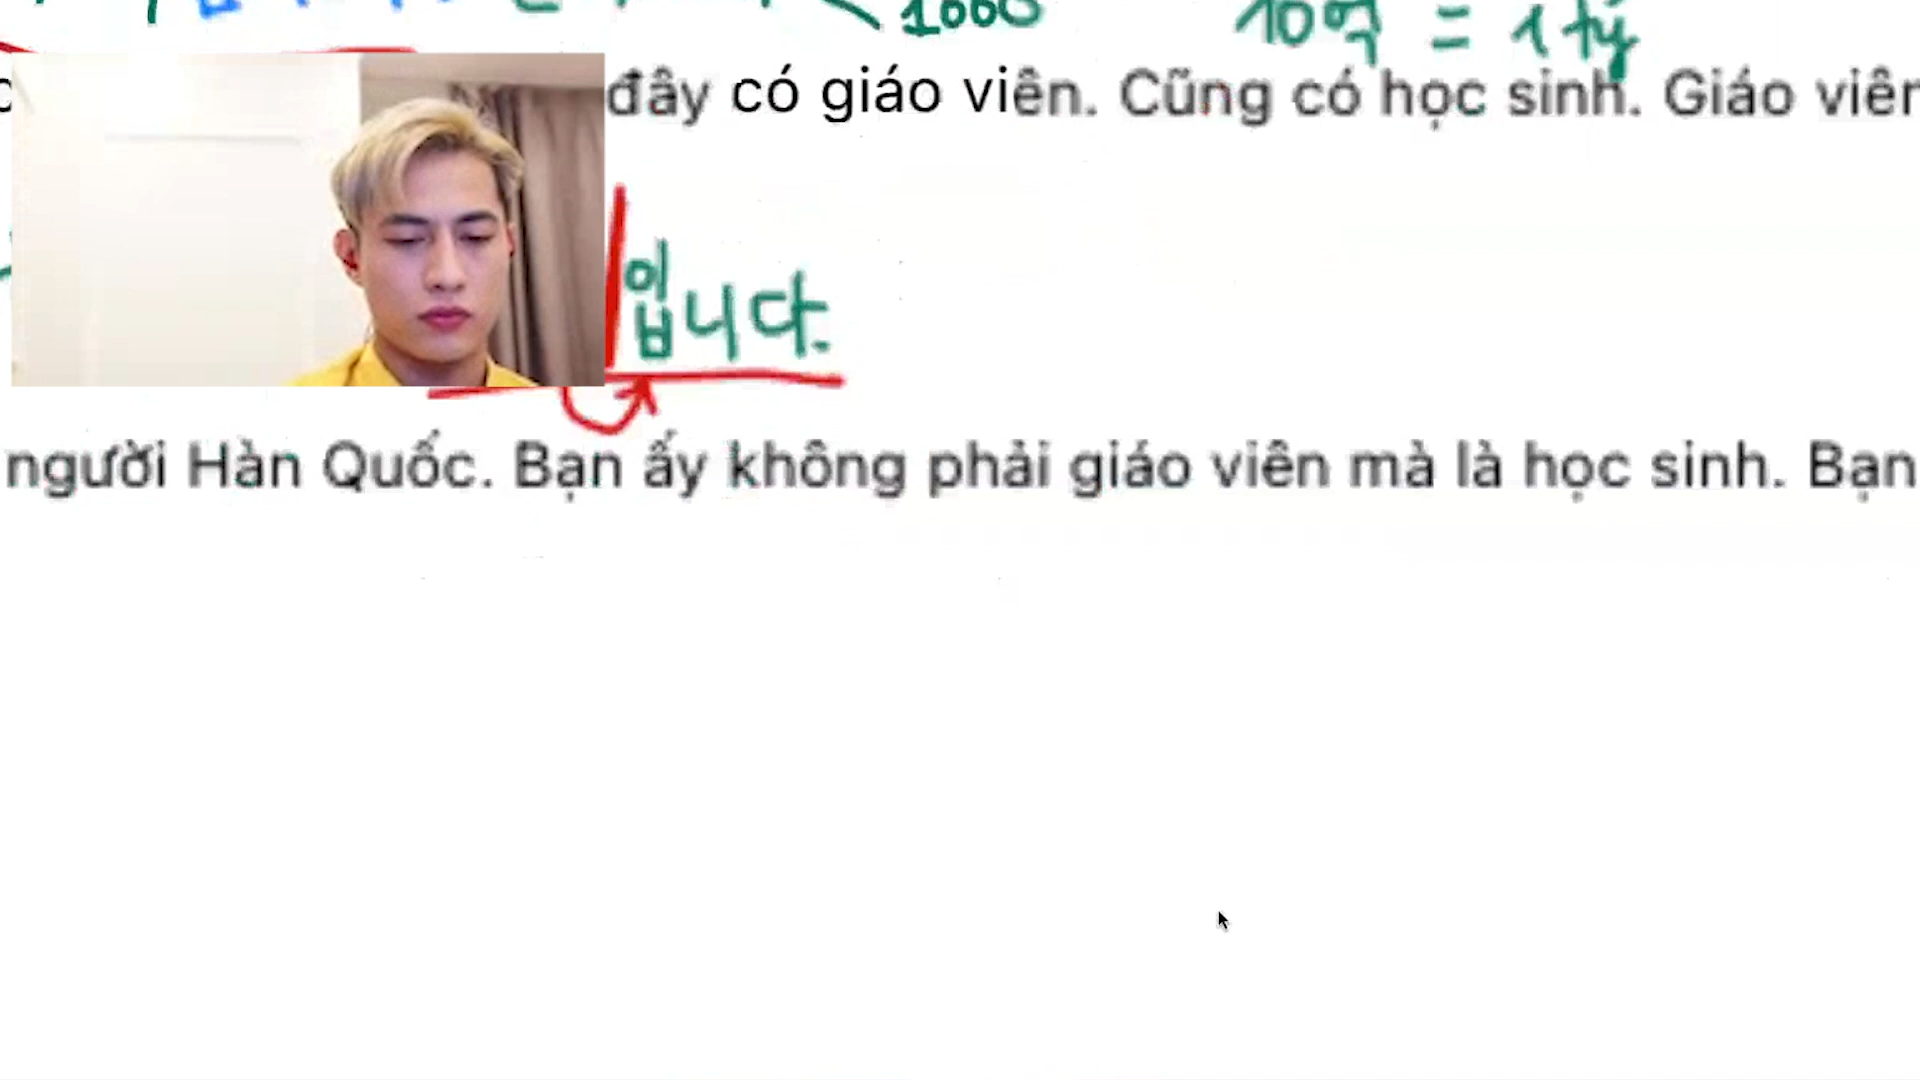 1000 10억 = 1 tỷ
đây có giáo viên. Cũng có học sinh. Giáo viên
입니다.
người Hàn Quốc. Bạn ấy không phải giáo viên mà là học sinh. Bạn